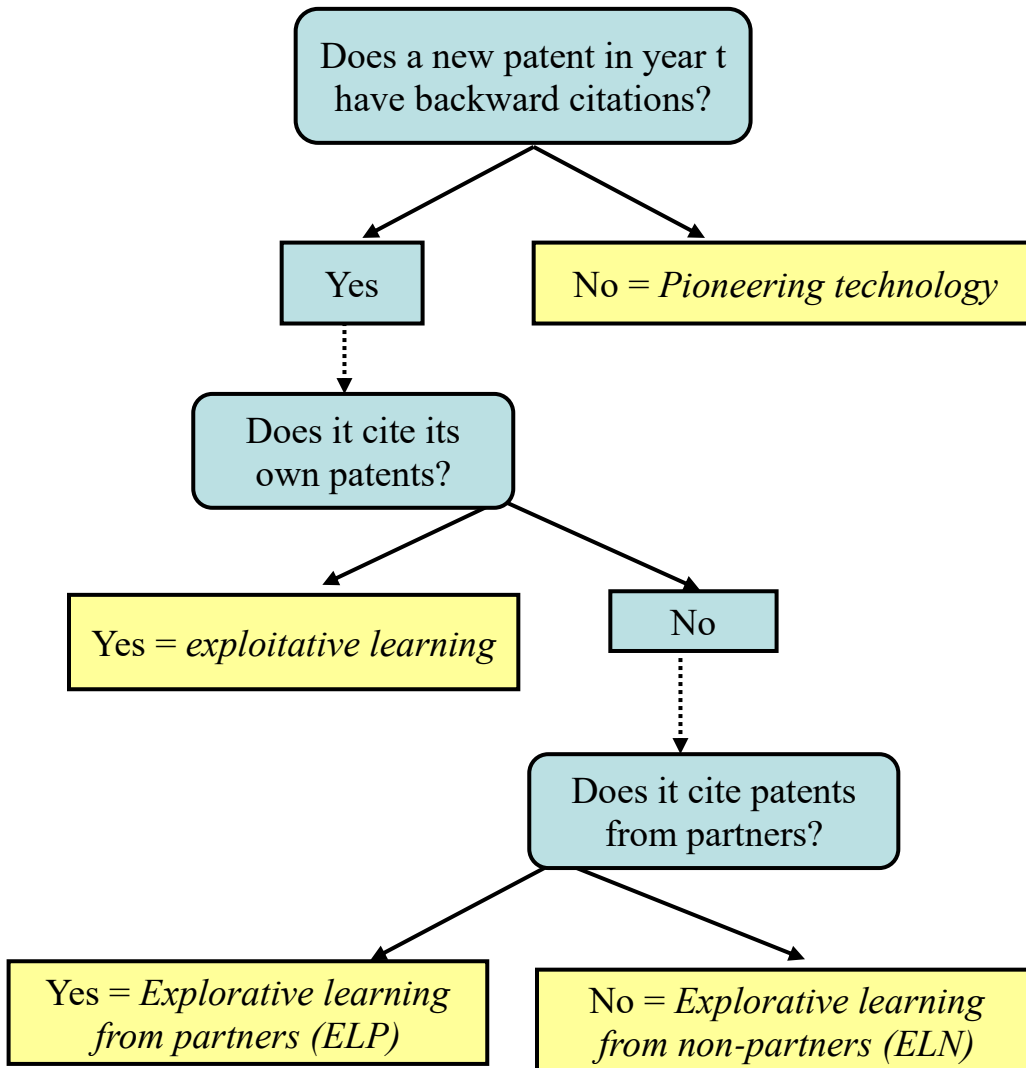 Does a new patent in year t
have backward citations?
Yes
No = Pioneering technology
Does it cite its
own patents?
Yes = exploitative learning
No
Does it cite patents
from partners?
Yes = Explorative learning
from partners (ELP)
No = Explorative learning
from non-partners (ELN)